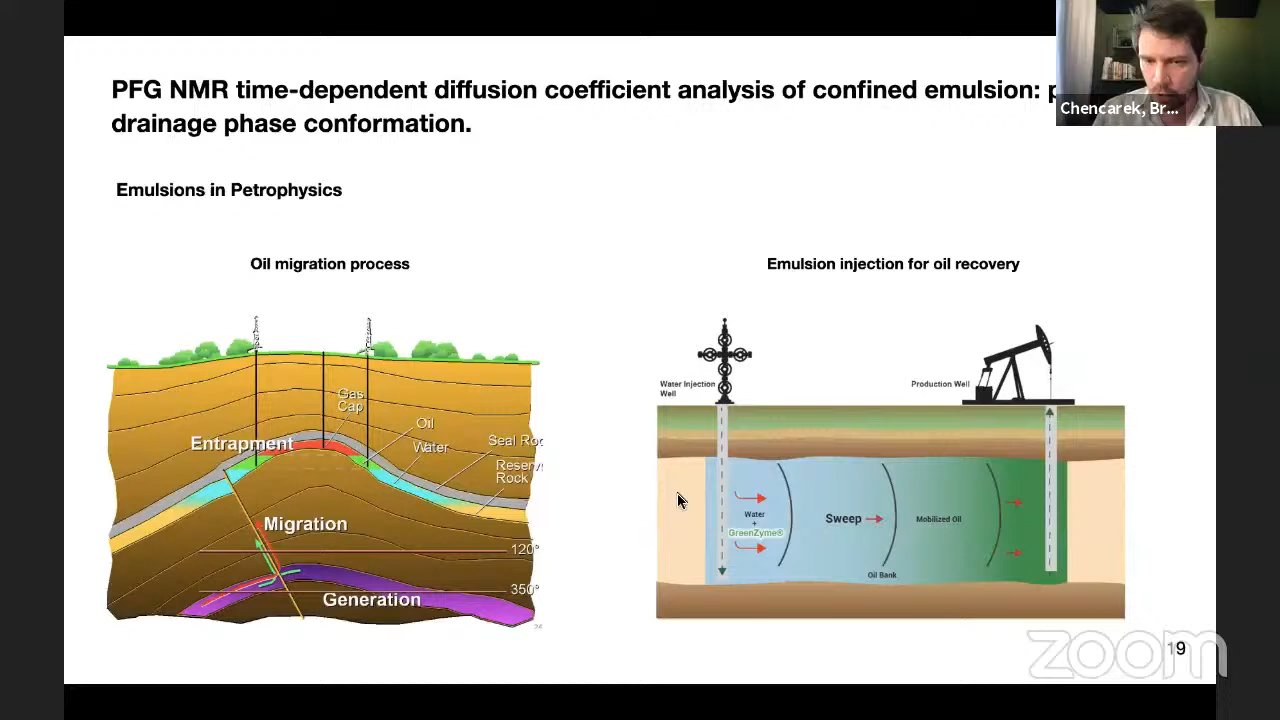 PFG NMR time-dependent diffusion coefficient analysis of confined emulsion:
drainage phase conformation.
Chencarek, Br...
Emulsions in Petrophysics
Oil migration process
Emulsion injection for oil recovery
Gas
Cap
Oil
Entrapment
Water
Seal
Rock
Migration
120°
350°
Generation
Water Injection
Well
Production Well
Water
+
GreenZyme®
Sweep
Mobilized Oil
Oil Bank
zoom
19